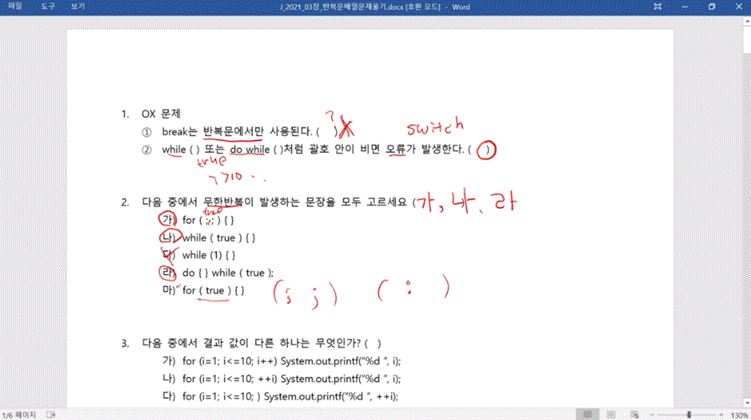 파일 도구 보기 J_2021_03장_반복문배열문제풀기.docx [호환 모드] - Word
1. OX 문제
① break는 반복문에서만 사용된다. ( X
switch
② while ( ) 또는 do while ( )처럼 괄호 안이 비면 오류가 발생한다. ( O )
true
2. 다음 중에서 무한반복이 발생하는 문장을 모두 고르세요 (가, 나, 라
true
가) for ( ;; ) { }
나) while ( true ) { }
다) while (1) { }
라) do { } while ( true );
마) for ( true ) { } ( ; ; ) ( : )
3. 다음 중에서 결과 값이 다른 하나는 무엇인가? ( )
가) for (i=1; i<=10; i++) System.out.printf("%d ", i);
나) for (i=1; i<=10; ++i) System.out.printf("%d ", i);
다) for (i=1; i<=10; ) System.out.printf("%d ", ++i);
1/6 페이지 130%